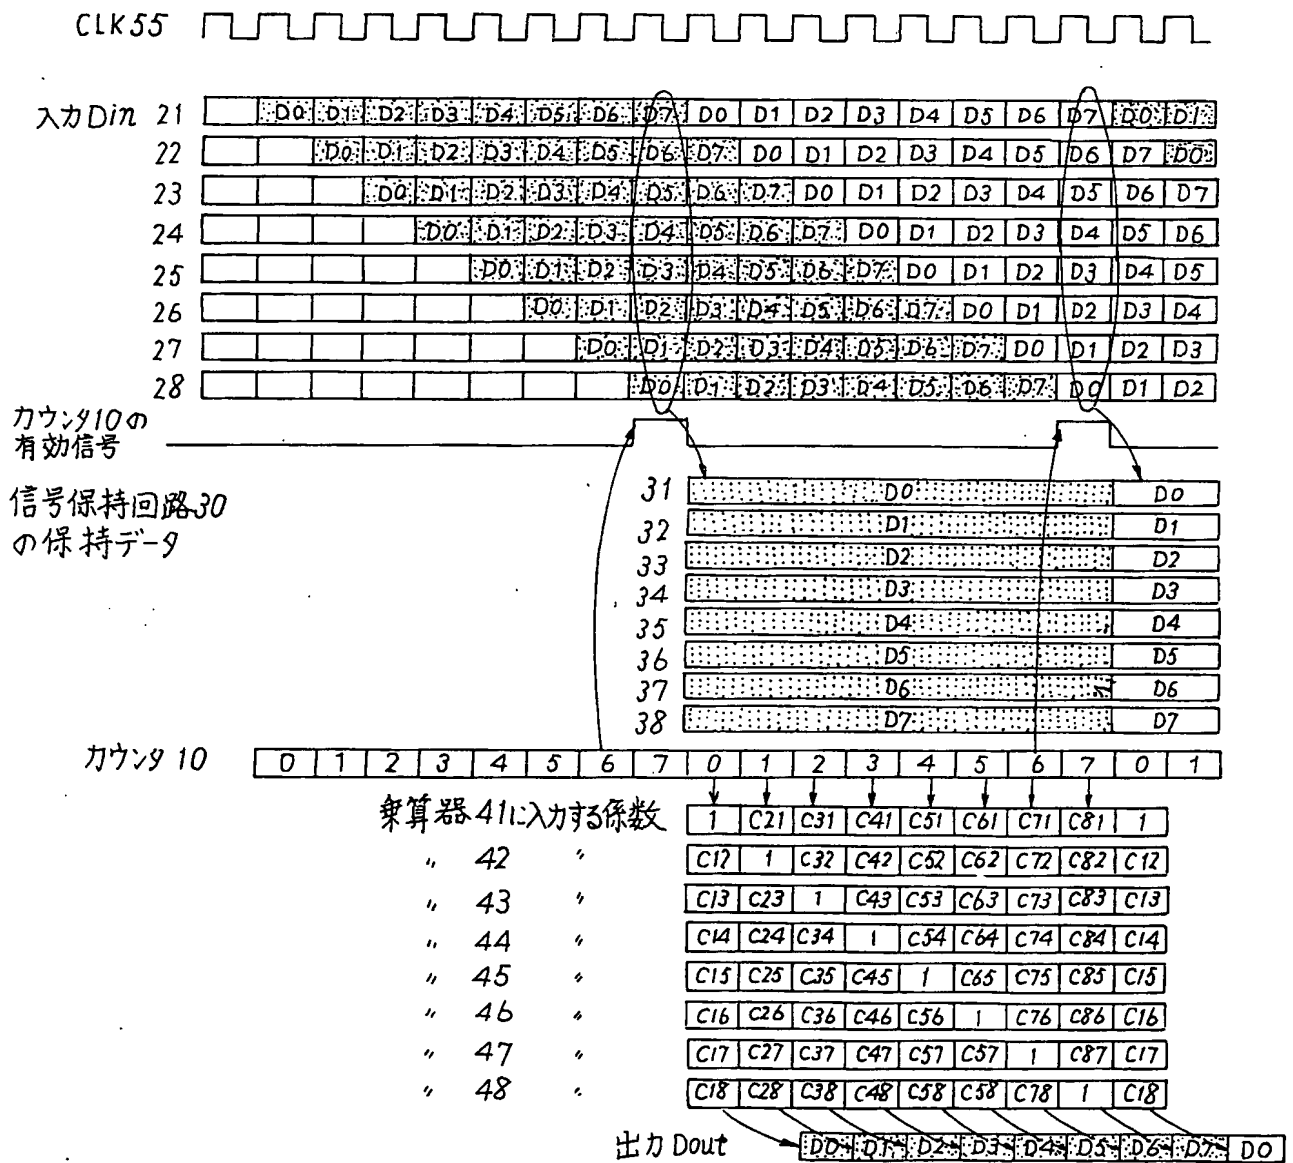 CLK55
入力Din 21 D0 D1 D2 D3 D4 D5 D6 D7 D0 D1 D2 D3 D4 D5 D6 D7 D0 D1
22 D0 D1 D2 D3 D4 D5 D6 D7 D0 D1 D2 D3 D4 D5 D6 D7 D0
23 D0 D1 D2 D3 D4 D5 D6 D7 D0 D1 D2 D3 D4 D5 D6 D7
24 D0 D1 D2 D3 D4 D5 D6 D7 D0 D1 D2 D3 D4 D5 D6
25 D0 D1 D2 D3 D4 D5 D6 D7 D0 D1 D2 D3 D4 D5
26 D0 D1 D2 D3 D4 D5 D6 D7 D0 D1 D2 D3 D4
27 D0 D1 D2 D3 D4 D5 D6 D7 D0 D1 D2 D3
28 D0 D1 D2 D3 D4 D5 D6 D7 D0 D1 D2
カウンタ10の
有効信号
信号保持回路30
の保持データ
31 D0 D0
32 D1 D1
33 D2 D2
34 D3 D3
35 D4 D4
36 D5 D5
37 D6 D6
38 D7 D7
カウンタ 10 0 1 2 3 4 5 6 7 0 1 2 3 4 5 6 7 0 1
乗算器41に入力する係数 1 C21 C31 C41 C51 C61 C71 C81 1
〃 42 〃 C12 1 C32 C42 C52 C62 C72 C82 C12
〃 43 〃 C13 C23 1 C43 C53 C63 C73 C83 C13
〃 44 〃 C14 C24 C34 1 C54 C64 C74 C84 C14
〃 45 〃 C15 C25 C35 C45 1 C65 C75 C85 C15
〃 46 〃 C16 C26 C36 C46 C56 1 C76 C86 C16
〃 47 〃 C17 C27 C37 C47 C57 C57 1 C87 C17
〃 48 〃 C18 C28 C38 C48 C58 C58 C78 1 C18
出力 Dout D0 D1 D2 D3 D4 D5 D6 D7 D0